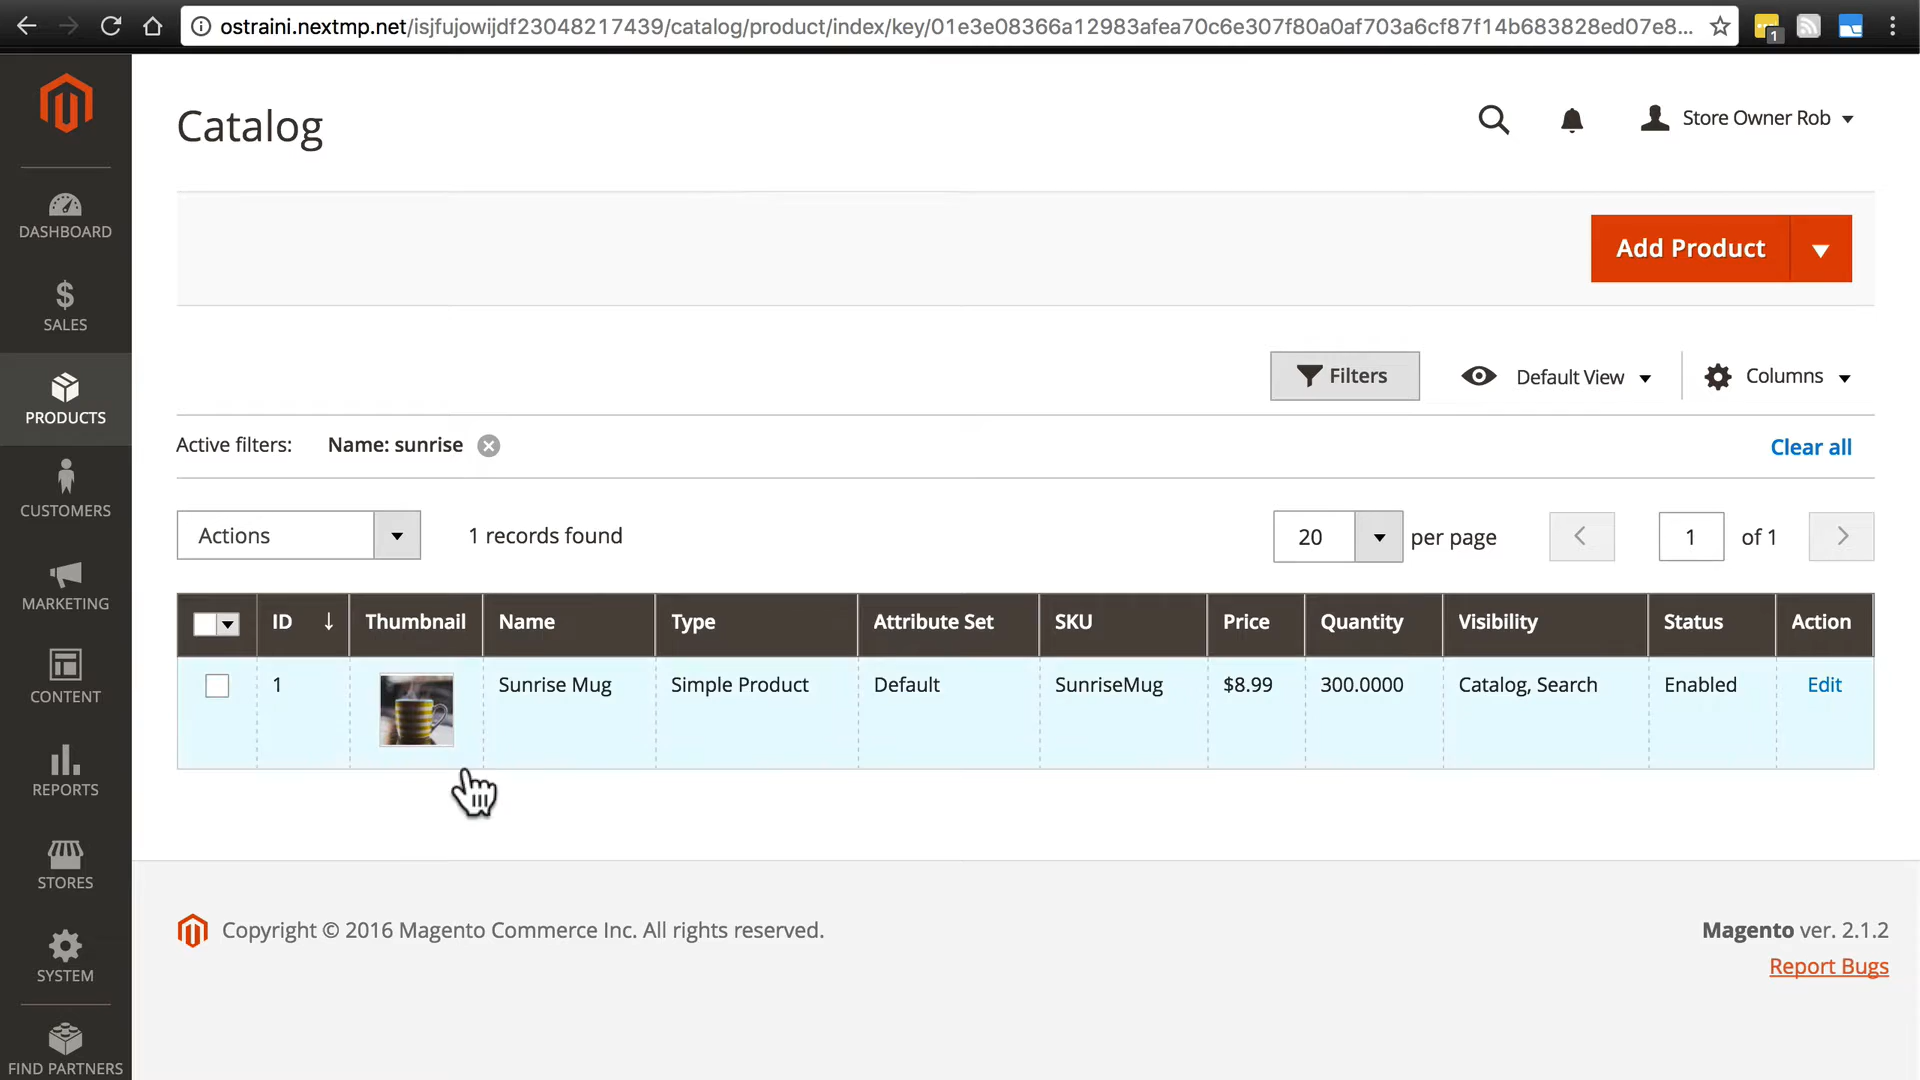 ostraini.nextmp.net/isjfujowijdf23048217439/catalog/product/index/key/01e3e08366a12983afea70c6e307f80a0af703a6cf87f14b683828ed07e8...
1
Catalog
Store Owner Rob
DASHBOARD
SALES
PRODUCTS
CUSTOMERS
MARKETING
CONTENT
REPORTS
STORES
SYSTEM
FIND PARTNERS
Add Product
Filters
Default View
Columns
Active filters: Name: sunrise
Clear all
Actions
1 records found
20 per page
1 of 1
ID ↓ Thumbnail Name Type Attribute Set SKU Price Quantity Visibility Status Action
1 Sunrise Mug Simple Product Default SunriseMug $8.99 300.0000 Catalog, Search Enabled Edit
Copyright © 2016 Magento Commerce Inc. All rights reserved.
Magento ver. 2.1.2
Report Bugs